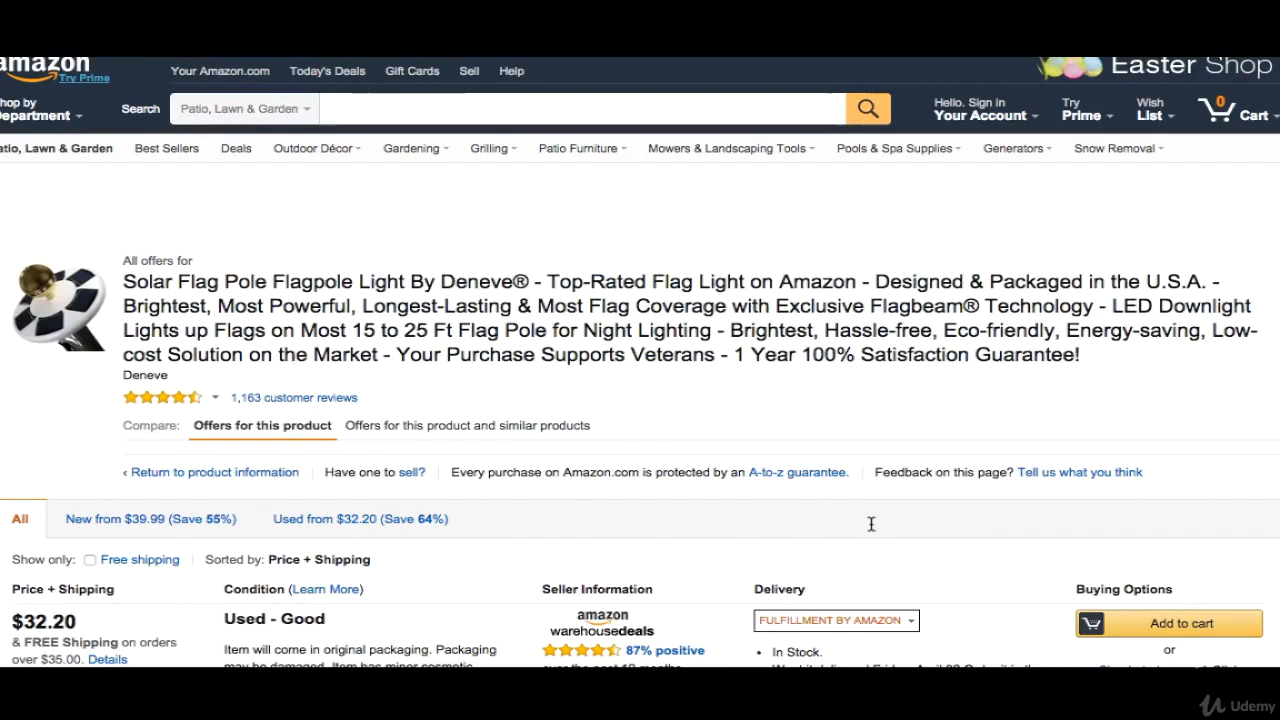 amazon
Try Prime
Your Amazon.com Today's Deals Gift Cards Sell Help
Easter Shop
hop by
epartment
Search
Patio, Lawn & Garden
Hello. Sign in
Your Account
Try
Prime
Wish
List
0
Cart
atio, Lawn & Garden Best Sellers Deals Outdoor Décor Gardening Grilling Patio Furniture Mowers & Landscaping Tools Pools & Spa Supplies Generators Snow Removal
All offers for
Solar Flag Pole Flagpole Light By Deneve® - Top-Rated Flag Light on Amazon - Designed & Packaged in the U.S.A. -
Brightest, Most Powerful, Longest-Lasting & Most Flag Coverage with Exclusive Flagbeam® Technology - LED Downlight
Lights up Flags on Most 15 to 25 Ft Flag Pole for Night Lighting - Brightest, Hassle-free, Eco-friendly, Energy-saving, Low-
cost Solution on the Market - Your Purchase Supports Veterans - 1 Year 100% Satisfaction Guarantee!
Deneve
1,163 customer reviews
Compare: Offers for this product Offers for this product and similar products
‹ Return to product information Have one to sell? Every purchase on Amazon.com is protected by an A-to-z guarantee. Feedback on this page? Tell us what you think
All New from $39.99 (Save 55%) Used from $32.20 (Save 64%)
Show only: Free shipping Sorted by: Price + Shipping
Price + Shipping Condition (Learn More) Seller Information Delivery Buying Options
$32.20
& FREE Shipping on orders
over $35.00. Details
Used - Good
Item will come in original packaging. Packaging
may be damaged. Item has minor cosmetic
amazon
warehousedeals
87% positive
over the past 12 months
FULFILLMENT BY AMAZON
• In Stock.
Add to cart
or
Udemy